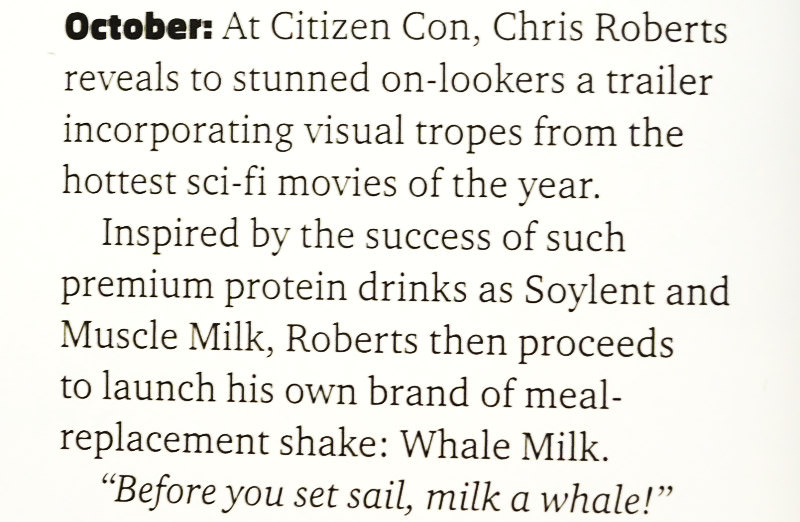 October: At Citizen Con, Chris Roberts
reveals to stunned on-lookers a trailer
incorporating visual tropes from the
hottest sci-fi movies of the year.
Inspired by the success of such
premium protein drinks as Soylent and
Muscle Milk, Roberts then proceeds
to launch his own brand of meal-
replacement shake: Whale Milk.
“Before you set sail, milk a whale!”